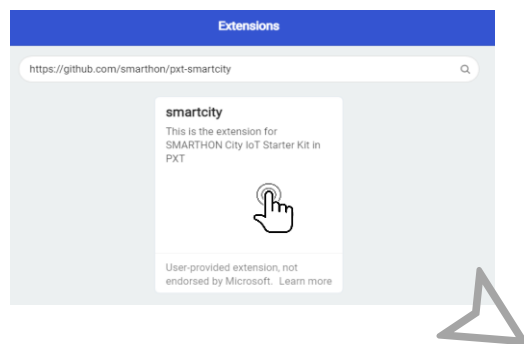 Extensions
https://github.com/smarthon/pxt-smartcity
smartcity
This is the extension for
SMARTHON City IoT Starter Kit in
PXT
User-provided extension, not
endorsed by Microsoft. Learn more